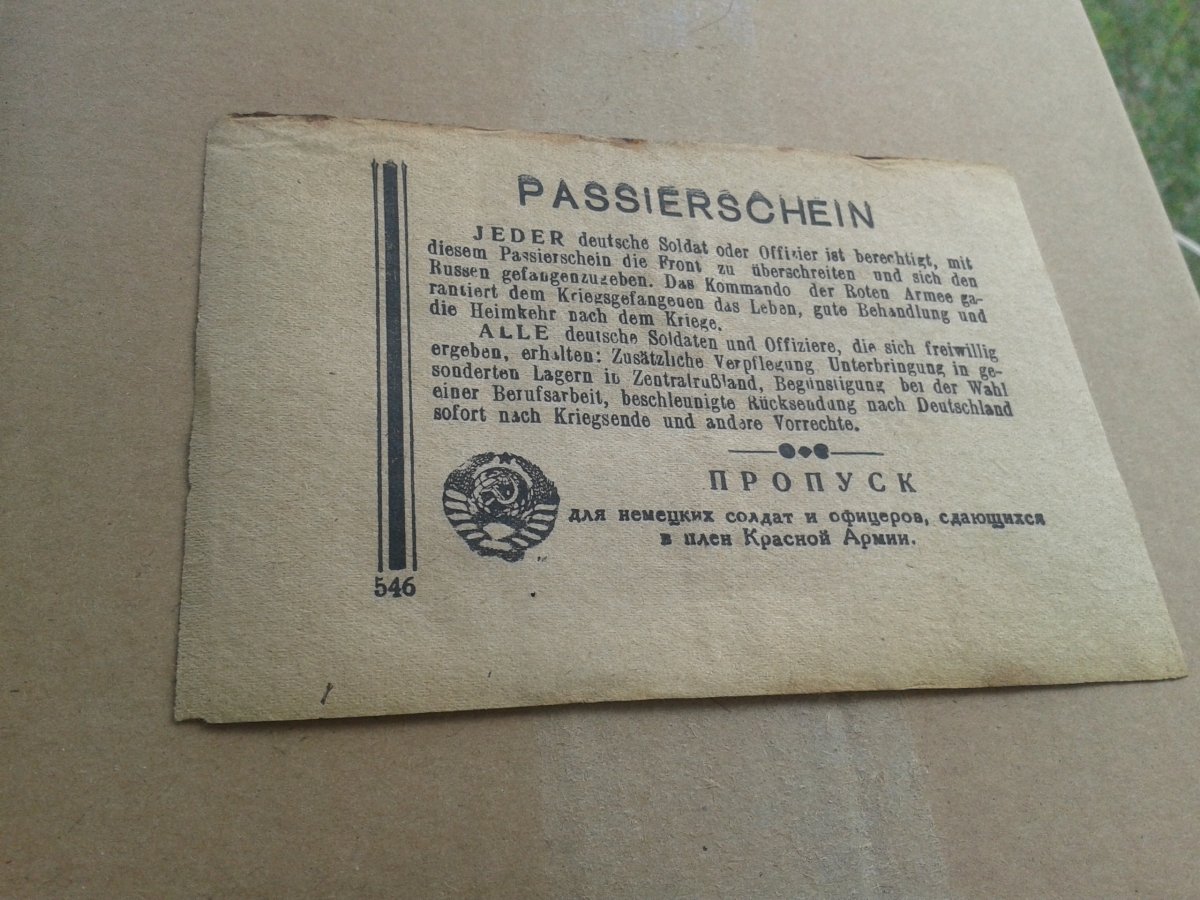 PASSIERSCHEIN
JEDER deutsche Soldat oder Offizier ist berechtigt, mit
diesem Passierschein die Front zu überschreiten und sich den
Russen gefangenzugeben. Das Kommando der Roten Armee ga-
rantiert dem Kriegsgefangenen das Leben, gute Behandlung und
die Heimkehr nach dem Kriege.
ALLE deutsche Soldaten und Offiziere, die sich freiwillig
ergeben, erhalten: Zusätzliche Verpflegung Unterbringung in ge-
sonderten Lagern in Zentralrußland, Begünstigung bei der Wahl
einer Berufsarbeit, beschleunigte Rücksendung nach Deutschland
sofort nach Kriegsende und andere Vorrechte.
ПРОПУСК
для немецких солдат и офицеров, сдающихся
в плен Красной Армии.
546